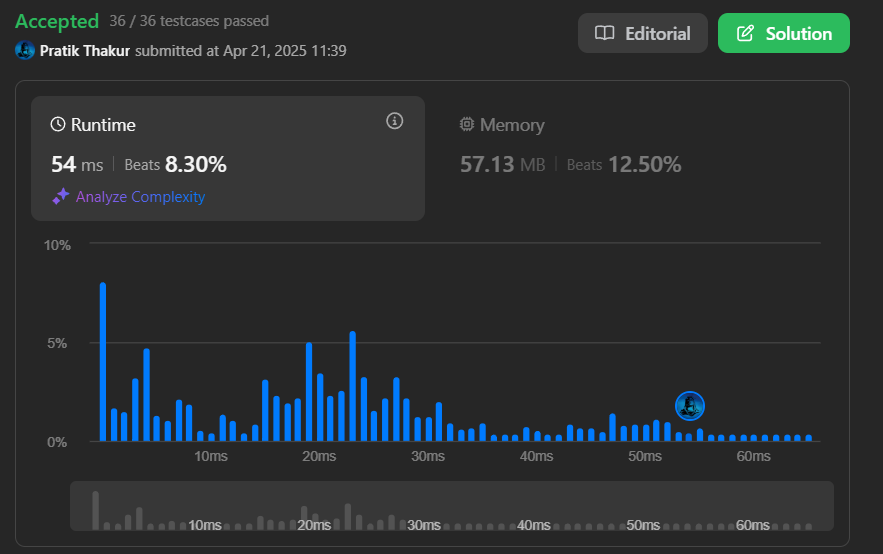 Accepted 36 / 36 testcases passed
Editorial
Solution
Pratik Thakur submitted at Apr 21, 2025 11:39
Runtime
54 ms Beats 8.30%
Analyze Complexity
Memory
57.13 MB Beats 12.50%
10%
5%
0%
10ms 20ms 30ms 40ms 50ms 60ms
10ms 20ms 30ms 40ms 50ms 60ms